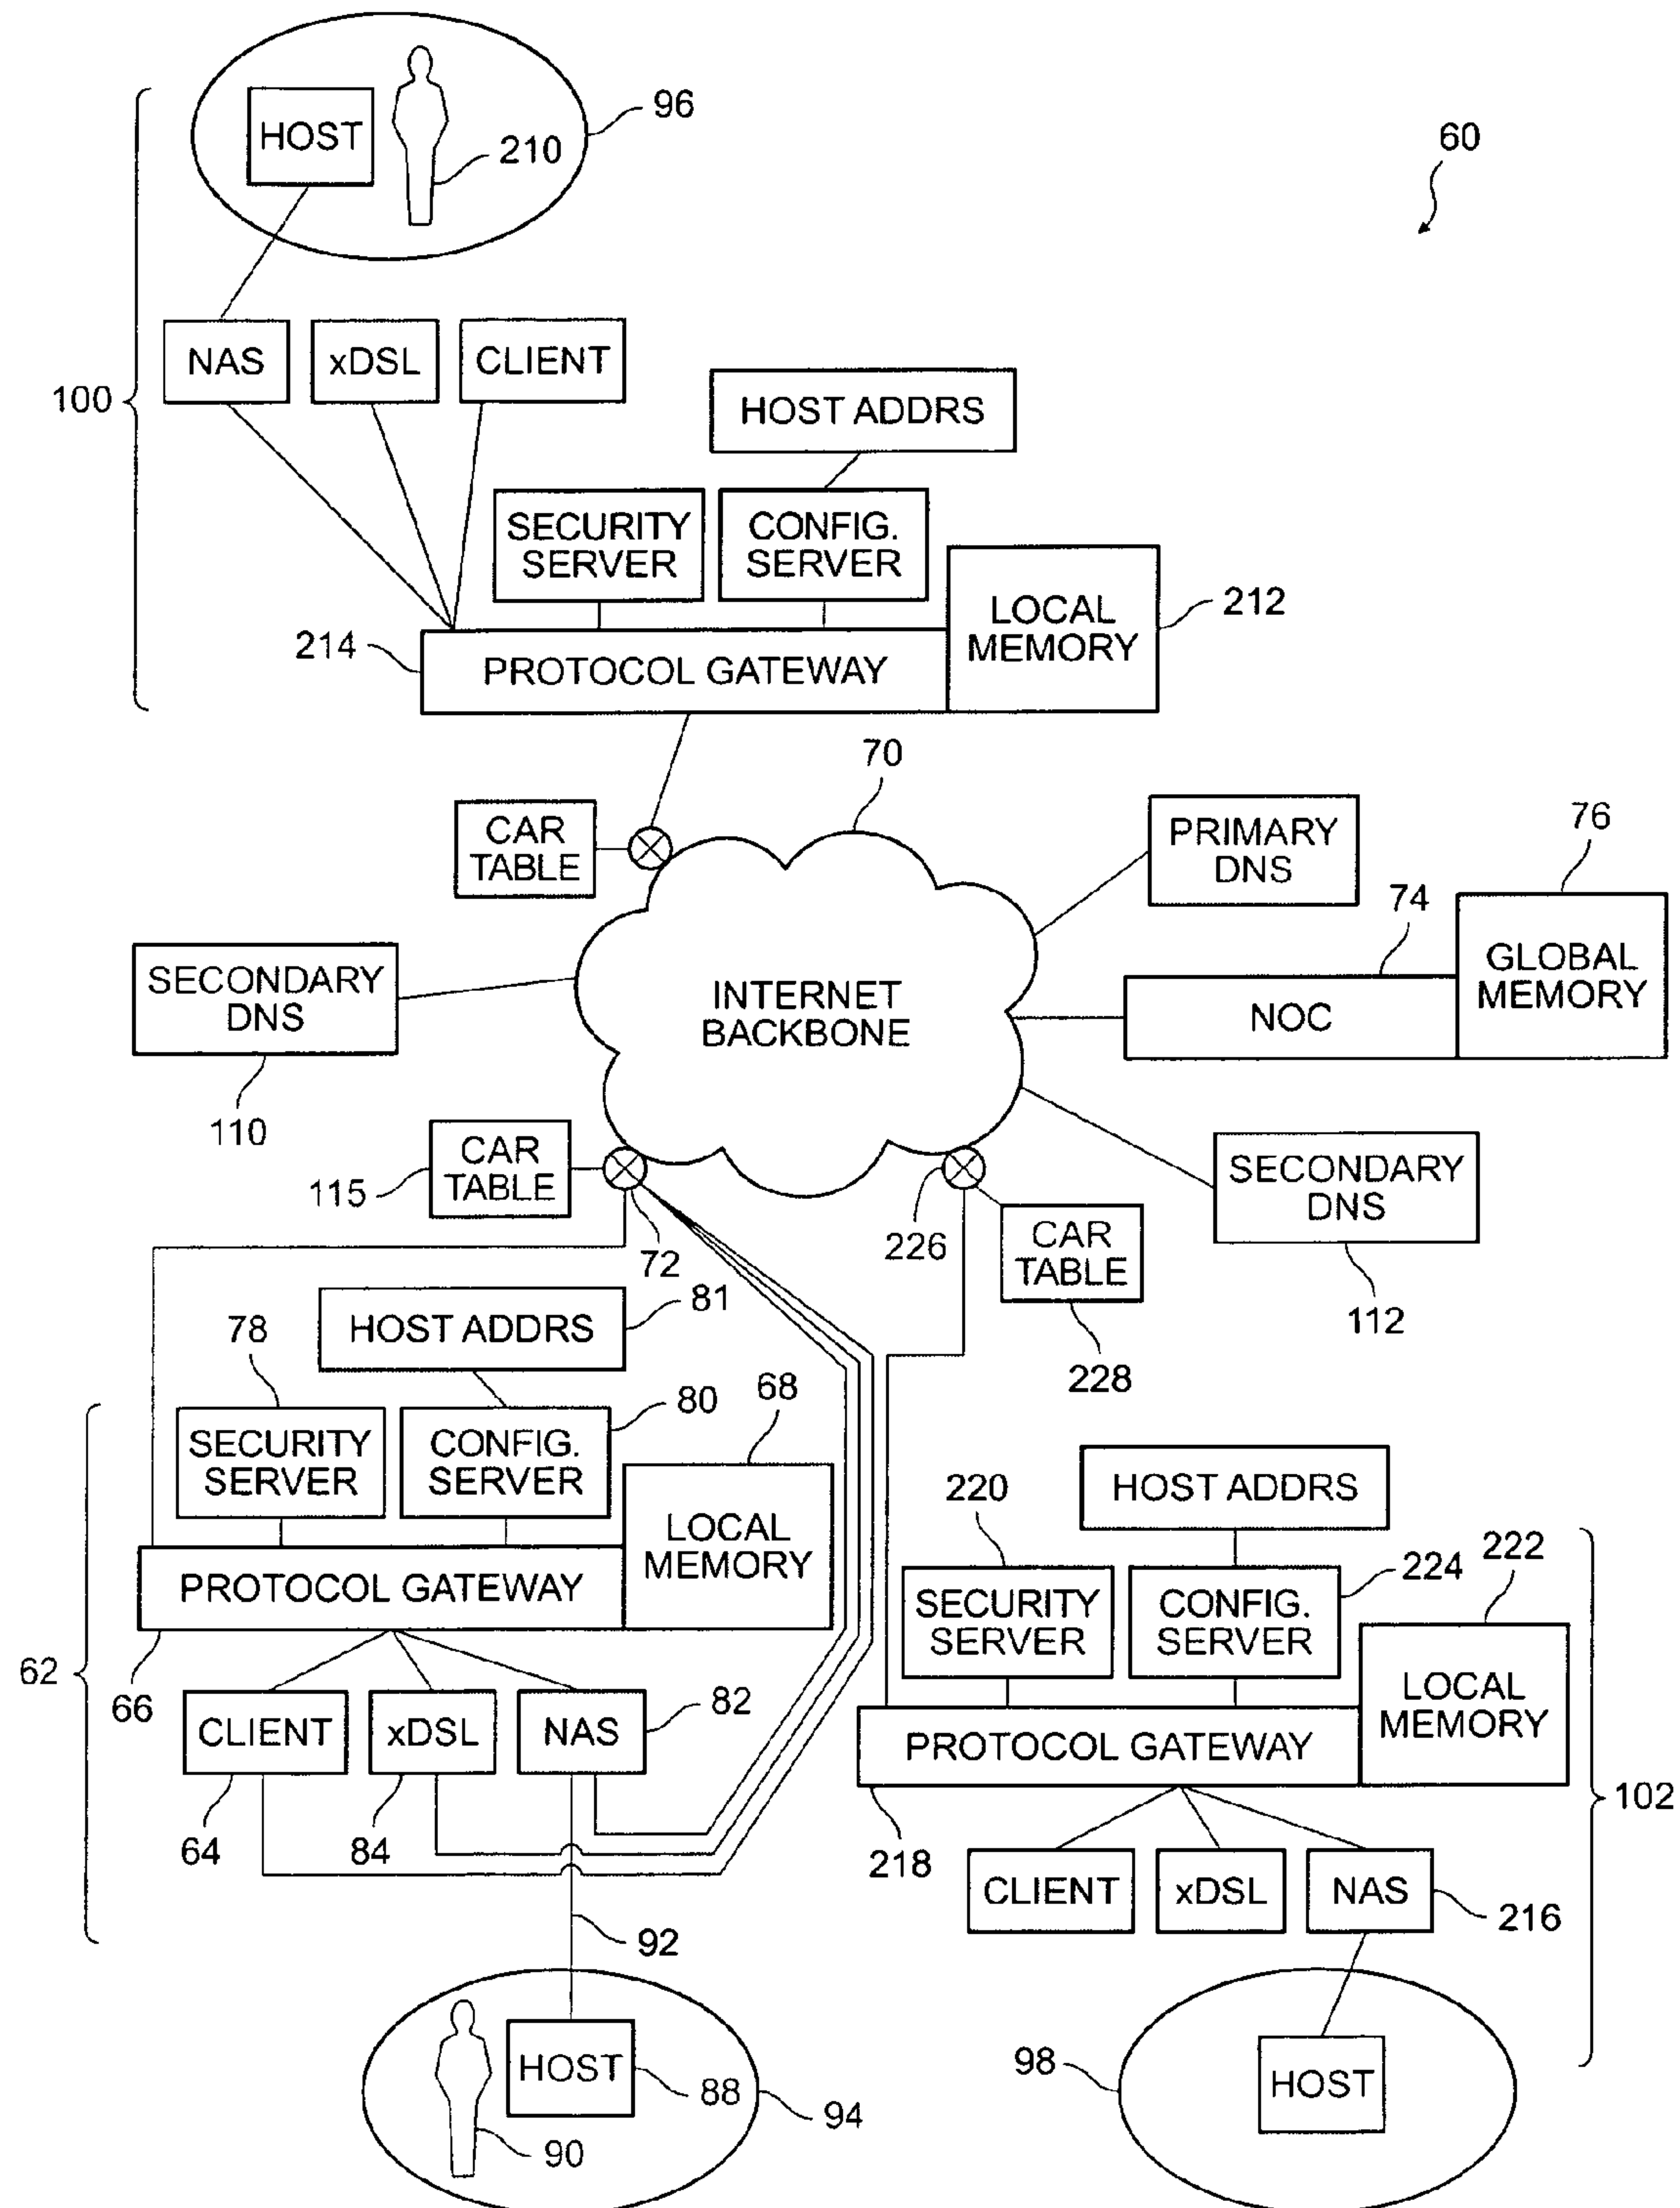 96
HOST
210
60
NAS
xDSL
CLIENT
100
HOST ADDRS
SECURITY
SERVER
CONFIG.
SERVER
LOCAL
MEMORY
212
214
PROTOCOL GATEWAY
70
CAR
TABLE
PRIMARY
DNS
76
74
GLOBAL
MEMORY
SECONDARY
DNS
INTERNET
BACKBONE
NOC
110
CAR
TABLE
115
72
226
SECONDARY
DNS
CAR
TABLE
112
228
81
HOST ADDRS
78
80
68
SECURITY
SERVER
CONFIG.
SERVER
LOCAL
MEMORY
PROTOCOL GATEWAY
62
66
CLIENT
xDSL
NAS
82
64
84
92
HOST
88
94
90
HOST ADDRS
220
222
224
SECURITY
SERVER
CONFIG.
SERVER
LOCAL
MEMORY
PROTOCOL GATEWAY
102
218
CLIENT
xDSL
NAS
216
98
HOST